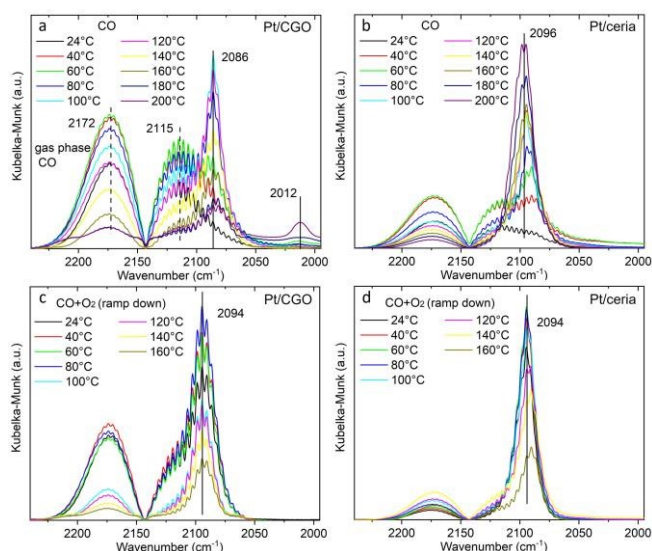 a
CO
Pt/CGO
24°C 120°C
40°C 140°C
60°C 160°C
80°C 180°C
100°C 200°C
2172
gas phase
CO
2115
2086
2012
Kubelka-Munk (a.u.)
2200 2150 2100 2050 2000
Wavenumber (cm⁻¹)
b
CO
Pt/ceria
24°C 120°C
40°C 140°C
60°C 160°C
80°C 180°C
100°C 200°C
2096
Kubelka-Munk (a.u.)
2200 2150 2100 2050 2000
Wavenumber (cm⁻¹)
c
CO+O₂ (ramp down)
Pt/CGO
24°C 120°C
40°C 140°C
60°C 160°C
80°C
100°C
2094
Kubelka-Munk (a.u.)
2200 2150 2100 2050 2000
Wavenumber (cm⁻¹)
d
CO+O₂ (ramp down)
Pt/ceria
24°C 120°C
40°C 140°C
60°C 160°C
80°C
100°C
2094
Kubelka-Munk (a.u.)
2200 2150 2100 2050 2000
Wavenumber (cm⁻¹)